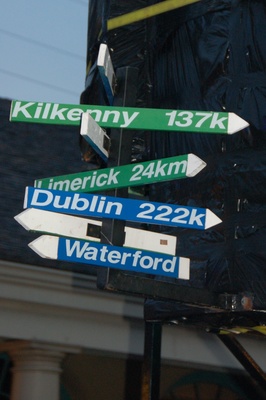 Kilkenny 137k
Limerick 24km
Dublin 222k
Waterford